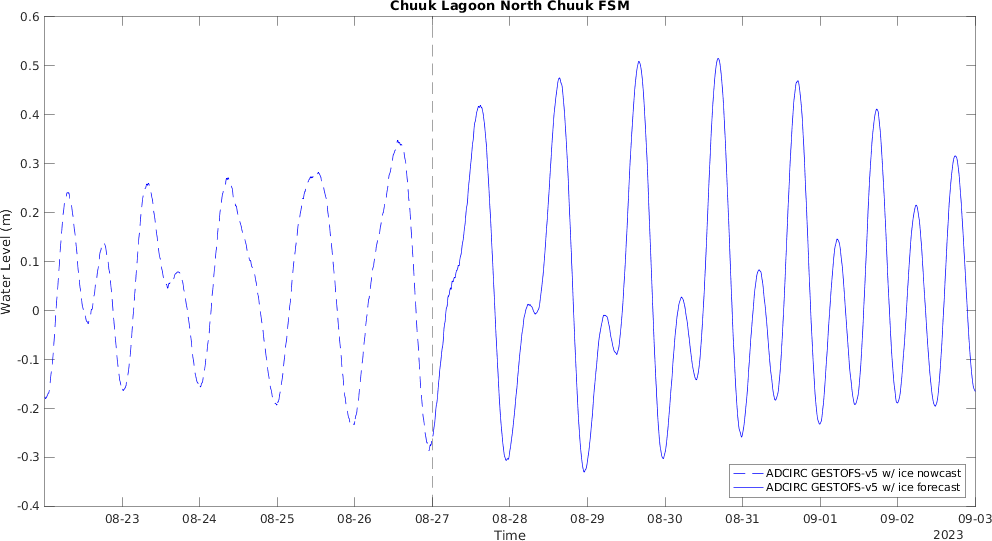 Chuuk Lagoon North Chuuk FSM
0.6
0.5
0.4
0.3
0.2
0.1
0
-0.1
-0.2
-0.3
-0.4
Water Level (m)
ADCIRC GESTOFS-v5 w/ ice nowcast
ADCIRC GESTOFS-v5 w/ ice forecast
08-23 08-24 08-25 08-26 08-27 08-28 08-29 08-30 08-31 09-01 09-02 09-03
Time
2023